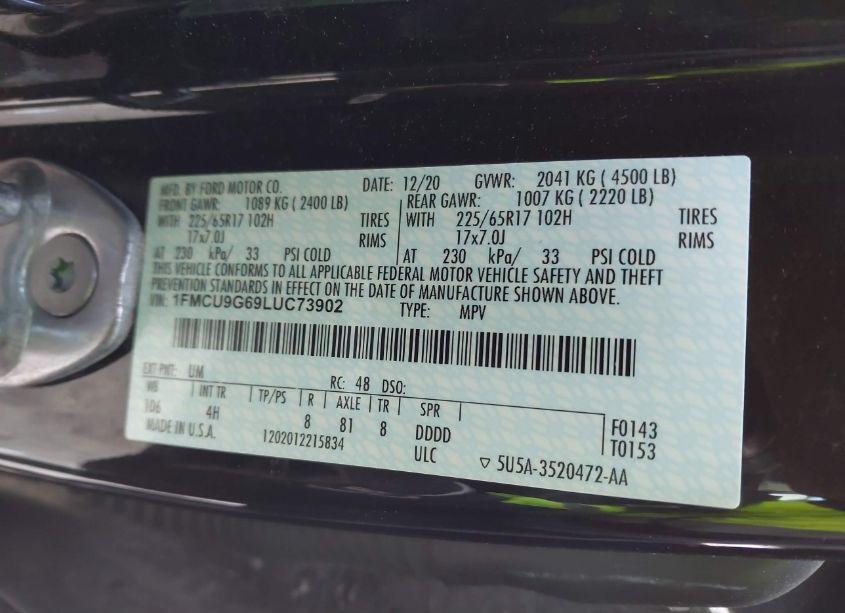 MFD. BY FORD MOTOR CO. DATE: 12/20 GVWR: 2041 KG ( 4500 LB)
FRONT GAWR: 1089 KG ( 2400 LB) REAR GAWR: 1007 KG ( 2220 LB)
WITH 225/65R17 102H TIRES WITH 225/65R17 102H TIRES
17x7.0J RIMS 17x7.0J RIMS
AT 230 kPa/ 33 PSI COLD AT 230 kPa/ 33 PSI COLD
THIS VEHICLE CONFORMS TO ALL APPLICABLE FEDERAL MOTOR VEHICLE SAFETY AND THEFT
PREVENTION STANDARDS IN EFFECT ON THE DATE OF MANUFACTURE SHOWN ABOVE.
VIN: 1FMCU9G69LUC73902 TYPE: MPV
EXT PNT: UM RC: 48 DSO:
WB INT TR TP/PS R AXLE TR SPR
106 4H 8 81 8 DDDD F0143
MADE IN U.S.A. 1202012215834 ULC T0153
▽ 5U5A-3520472-AA